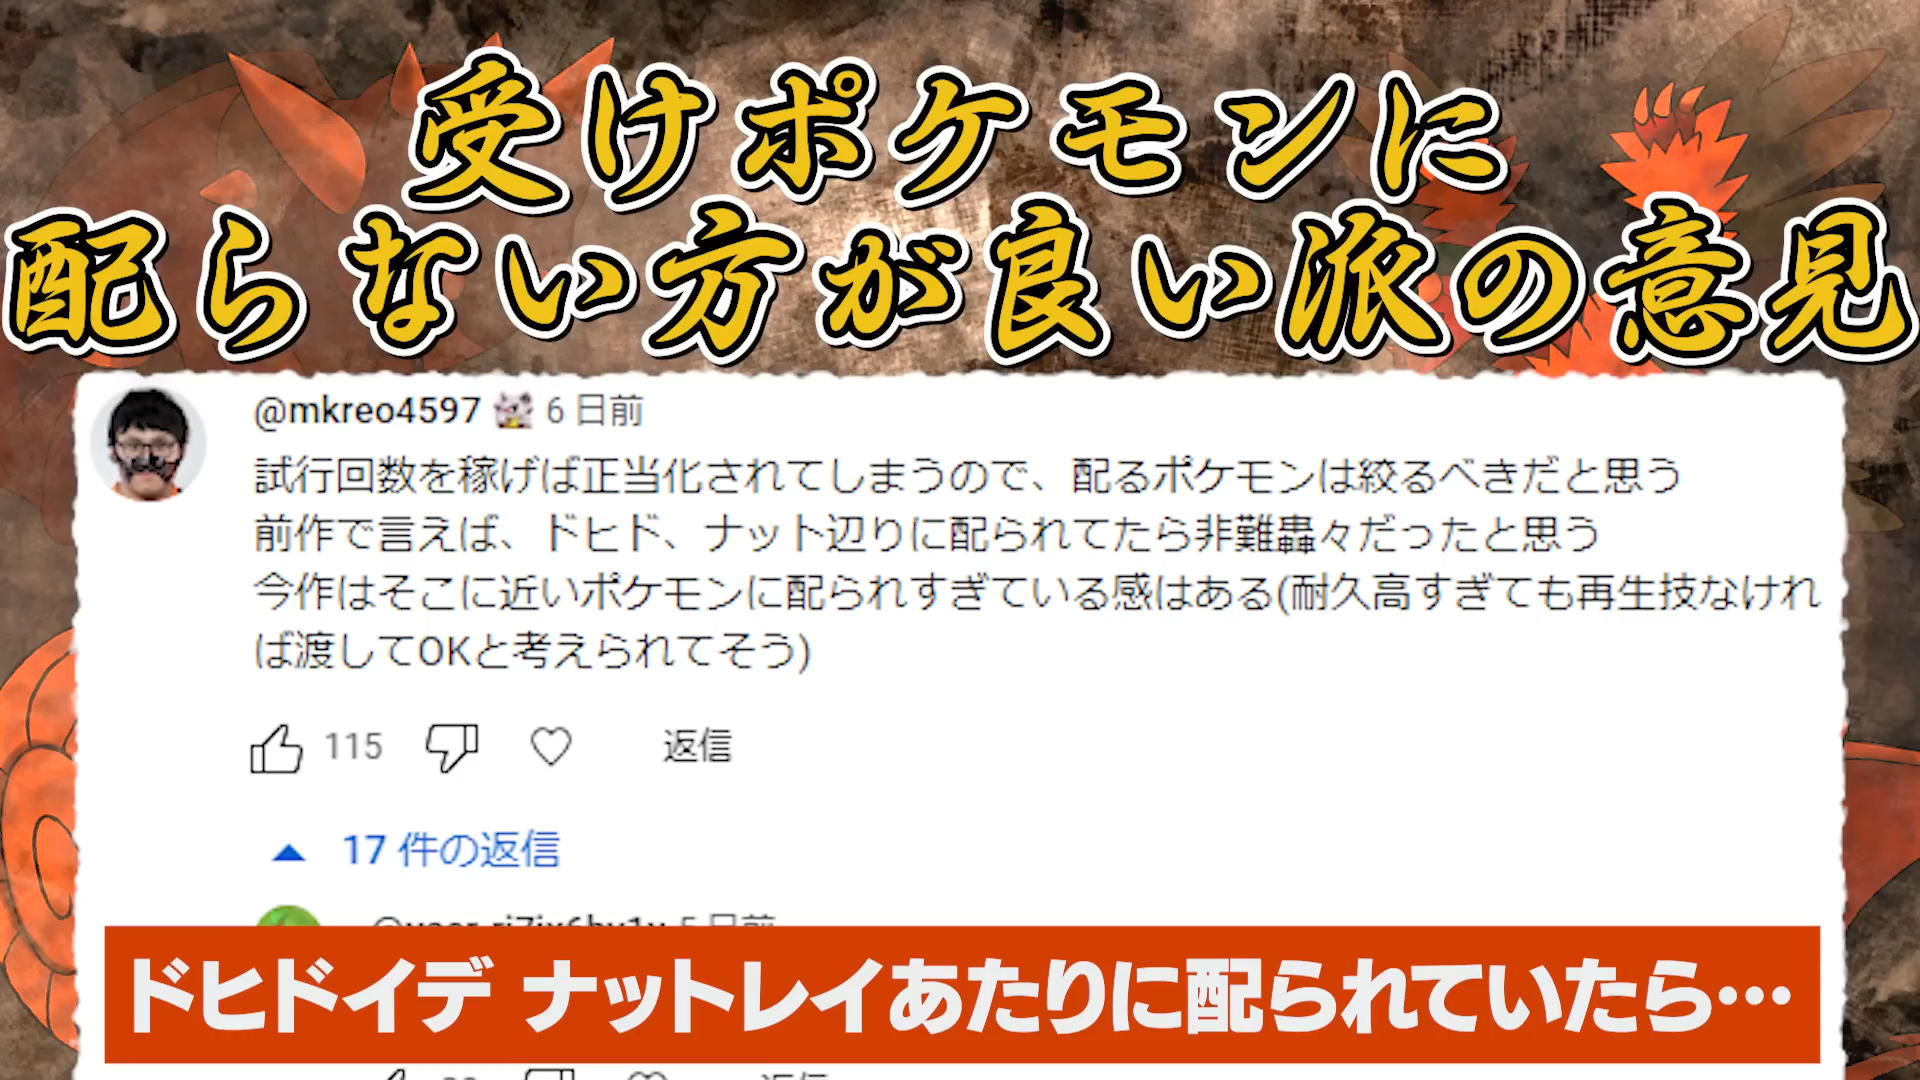 受けポケモンに
配らない方が良い派の意見
@mkreo4597 6 日前
試行回数を稼げば正当化されてしまうので、配るポケモンは絞るべきだと思う
前作で言えば、ドヒド、ナット辺りに配られてたら非難轟々だったと思う
今作はそこに近いポケモンに配られすぎている感はある(耐久高すぎても再生技なけれ
ば渡してOKと考えられてそう)
115 返信
17 件の返信
5 日前
ドヒドイデ ナットレイあたりに配られていたら…
返信